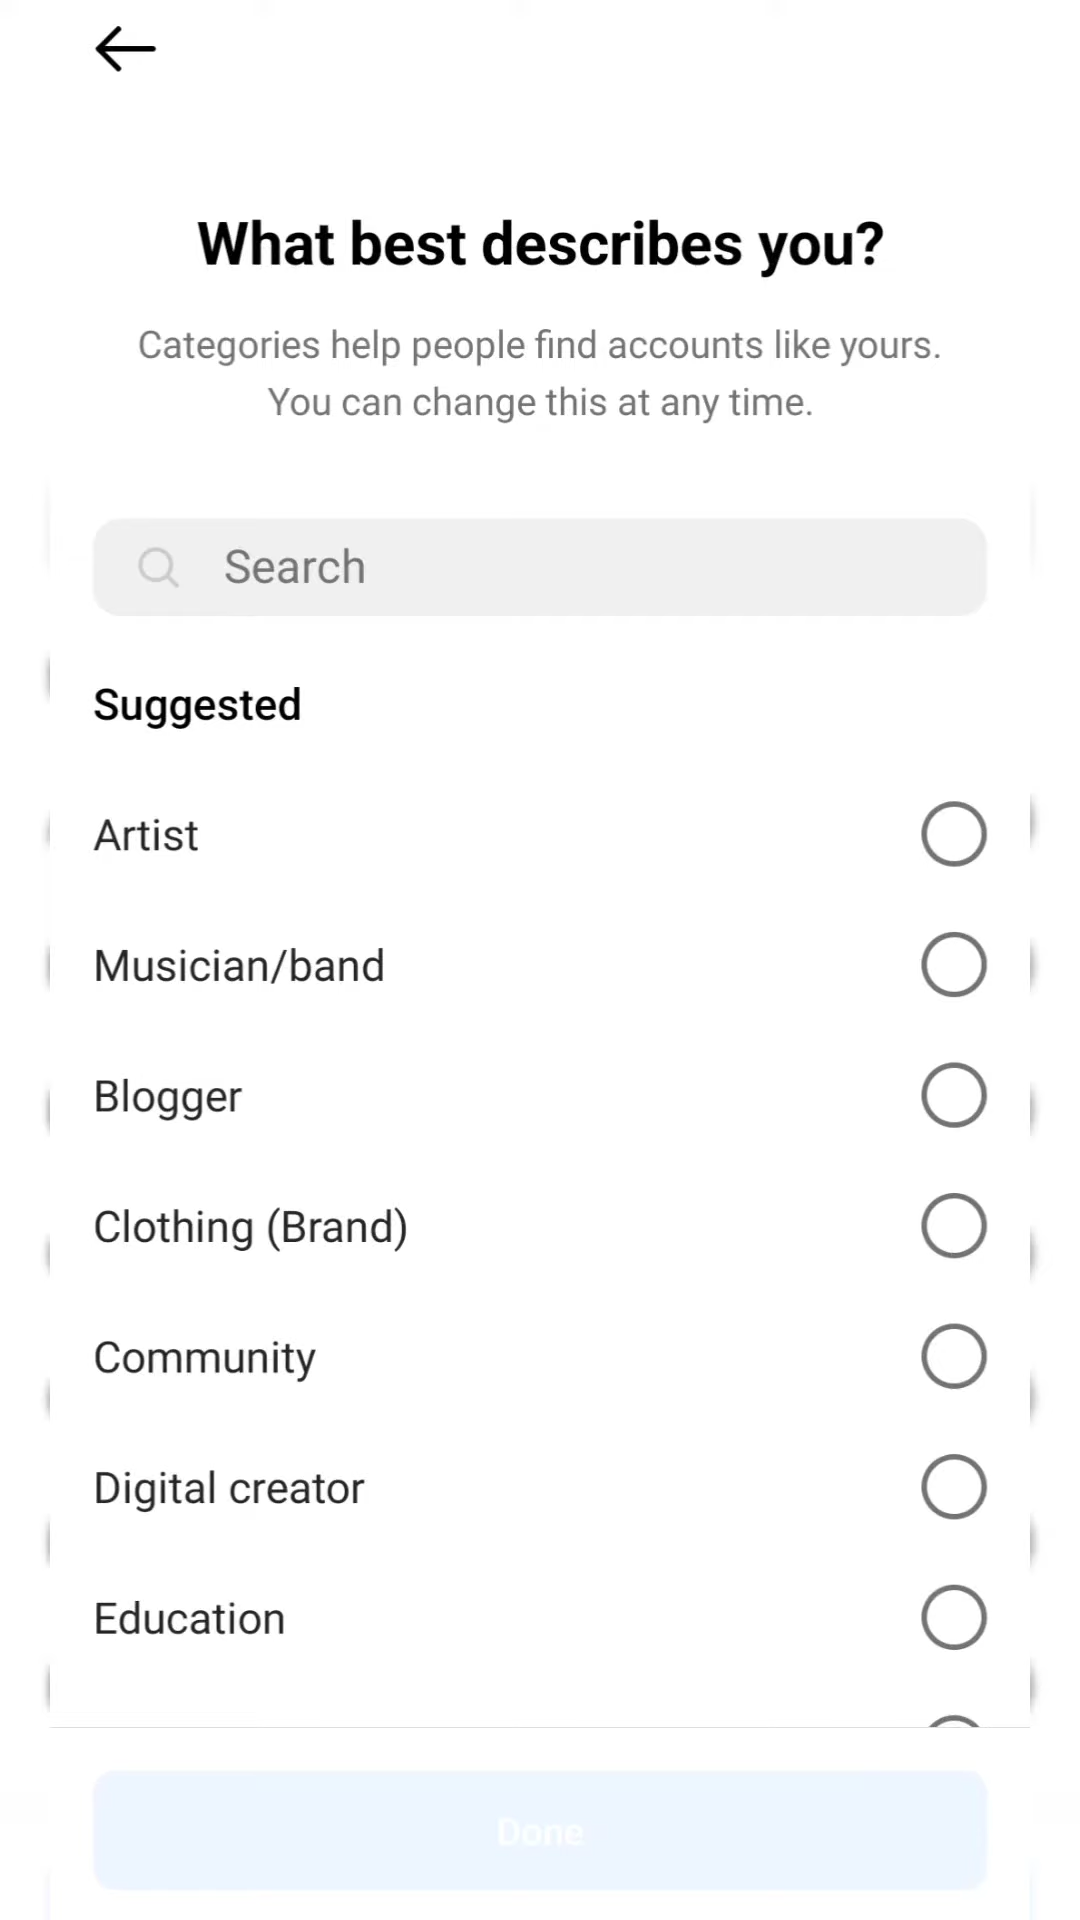 What best describes you?
Categories help people find accounts like yours.
You can change this at any time.
Search
Suggested
Artist
Musician/band
Blogger
Clothing (Brand)
Community
Digital creator
Education
Done